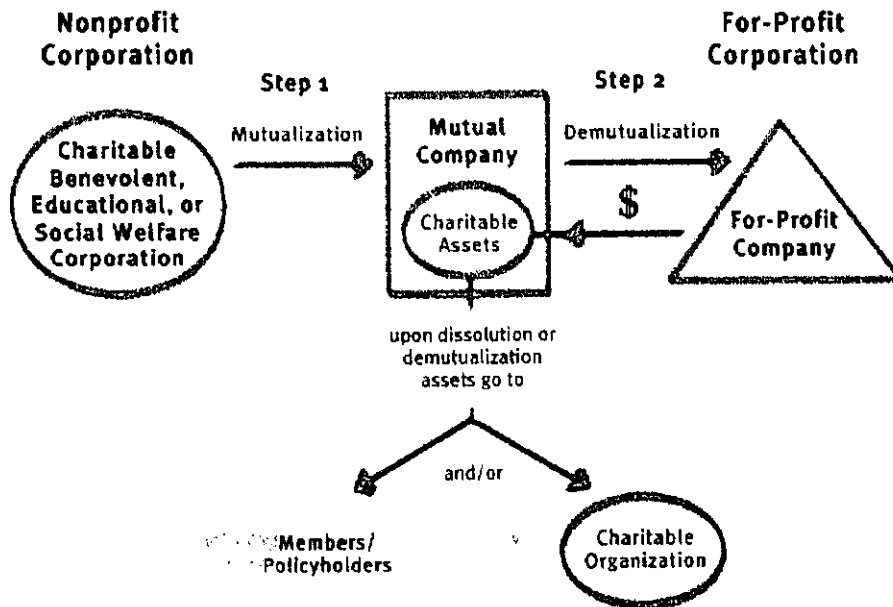 Nonprofit
Corporation
For-Profit
Corporation
Step 1
Step 2
Mutualization
Mutual
Company
Demutualization
Charitable
Benevolent,
Educational, or
Social Welfare
Corporation
Charitable
Assets
$
For-Profit
Company
upon dissolution or
demutualization
assets go to
and/or
Members/
Policyholders
Charitable
Organization